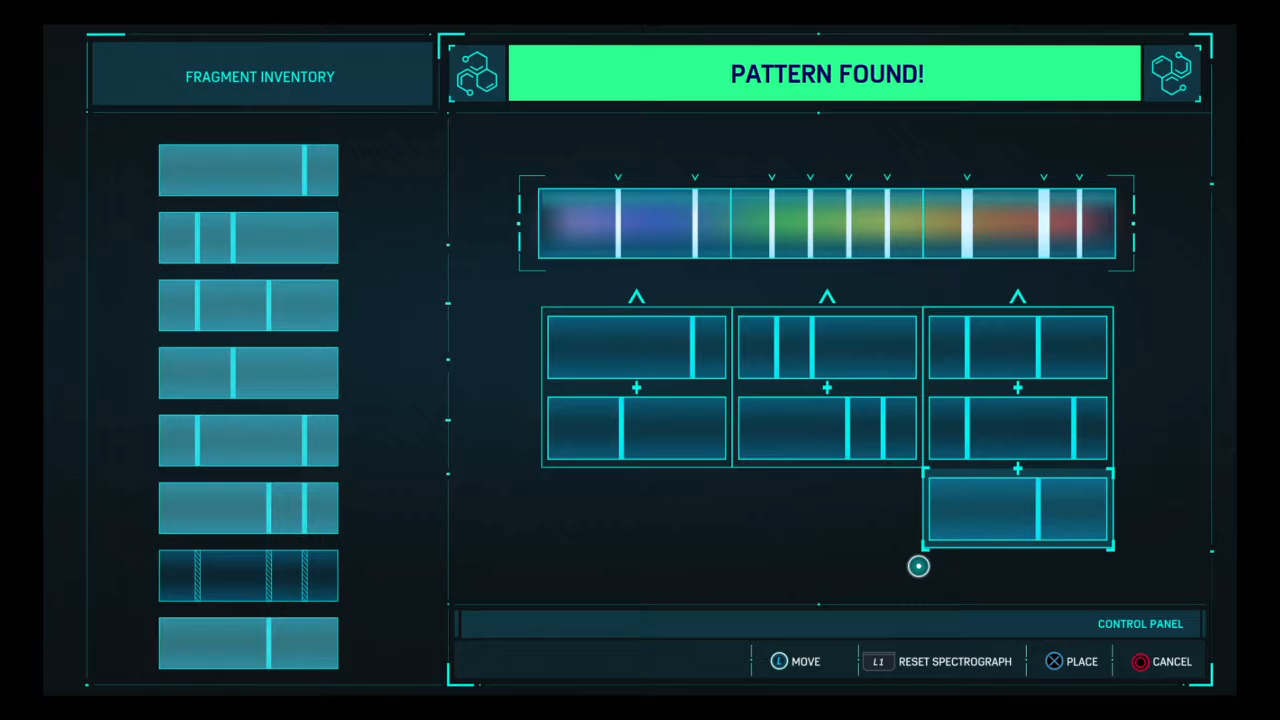 FRAGMENT INVENTORY
PATTERN FOUND!
CONTROL PANEL
L MOVE
L1 RESET SPECTROGRAPH
PLACE
CANCEL